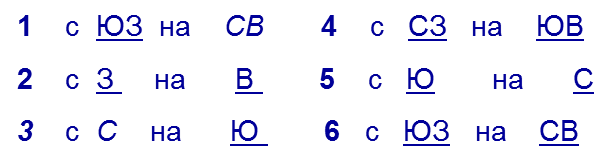 1 с ЮЗ на СВ 4 с СЗ на ЮВ
2 с З на В 5 с Ю на С
3 с С на Ю 6 с ЮЗ на СВ